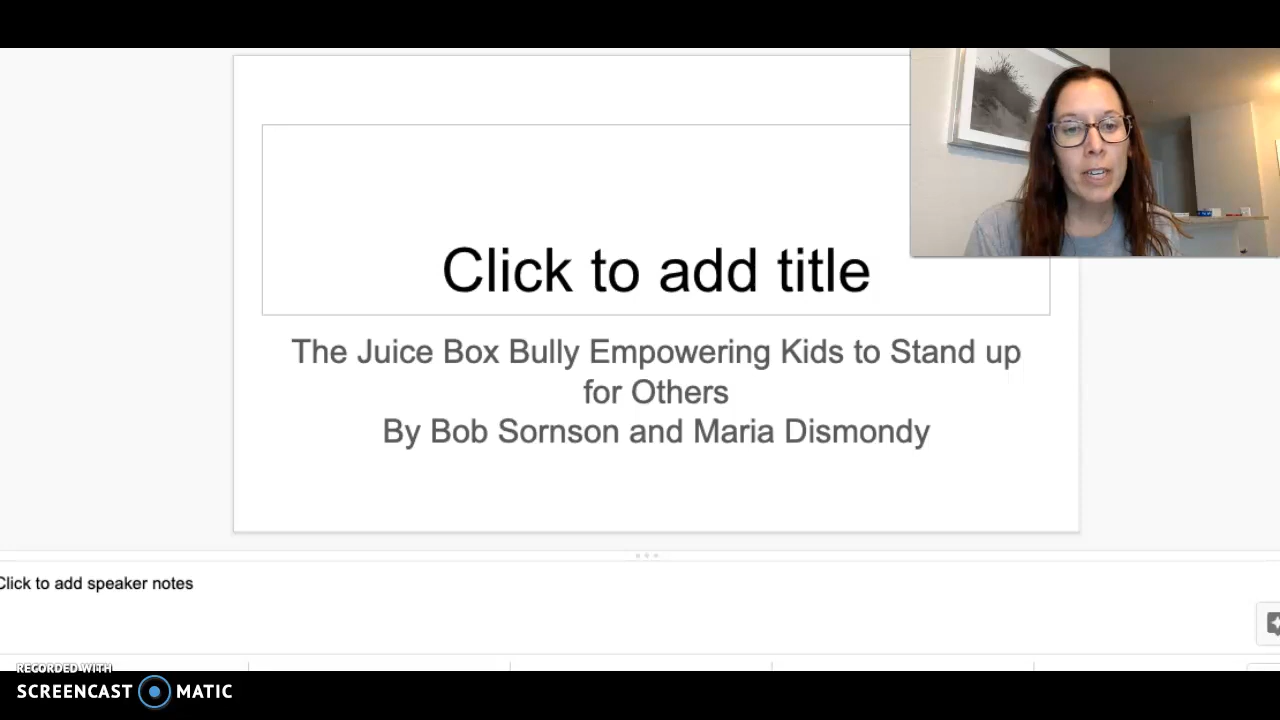 Click to add title
The Juice Box Bully Empowering Kids to Stand up
for Others
By Bob Sornson and Maria Dismondy
Click to add speaker notes
RECORDED WITH
SCREENCAST MATIC